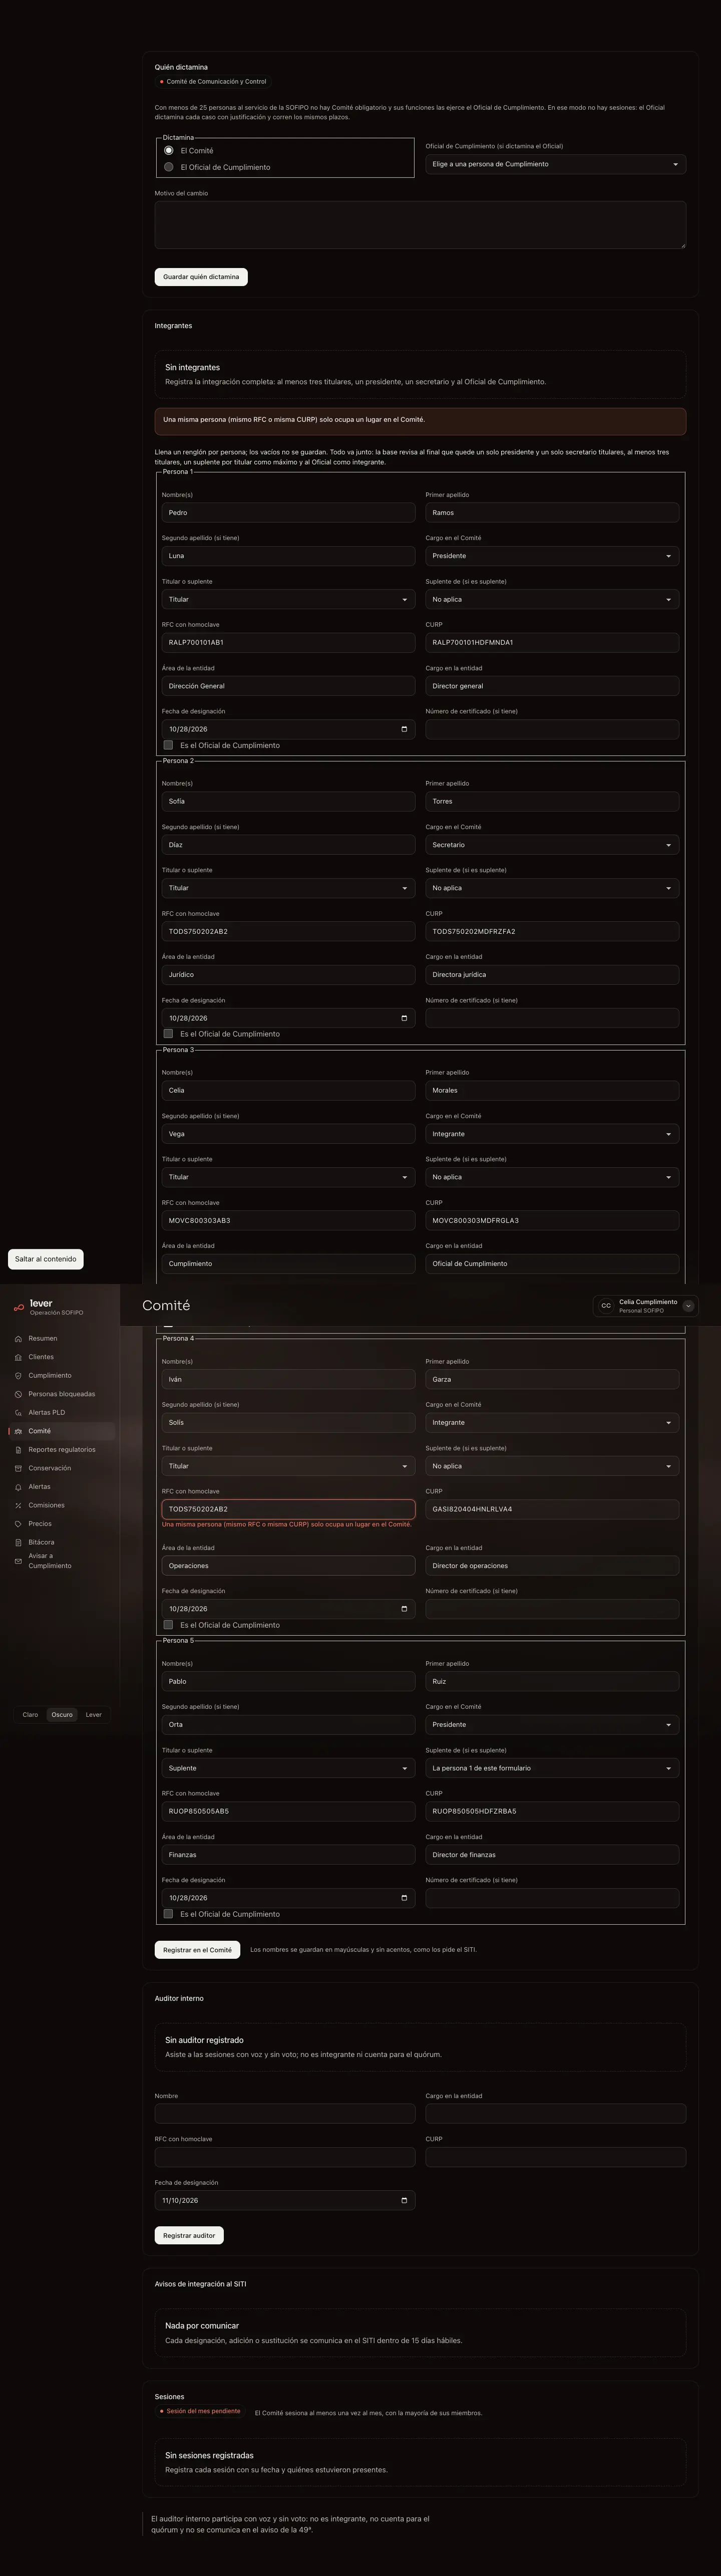 Quién dictamina
Comité de Comunicación y Control
Con menos de 25 personas al servicio de la SOFIPO no hay Comité obligatorio y sus funciones las ejerce el Oficial de Cumplimiento. En ese modo no hay sesiones: el Oficial
dictamina cada caso con justificación y corren los mismos plazos.
Dictamina
El Comité
El Oficial de Cumplimiento
Oficial de Cumplimiento (si dictamina el Oficial)
Elige a una persona de Cumplimiento
Motivo del cambio
Guardar quién dictamina
Integrantes
Sin integrantes
Registra la integración completa: al menos tres titulares, un presidente, un secretario y al Oficial de Cumplimiento.
Una misma persona (mismo RFC o misma CURP) solo ocupa un lugar en el Comité.
Llena un renglón por persona; los vacíos no se guardan. Todo va junto: la base revisa al final que quede un solo presidente y un solo secretario titulares, al menos tres
titulares, un suplente por titular como máximo y al Oficial como integrante.
Persona 1
Nombre(s)
Primer apellido
Pedro
Ramos
Segundo apellido (si tiene)
Cargo en el Comité
Luna
Presidente
Titular o suplente
Suplente de (si es suplente)
Titular
No aplica
RFC con homoclave
CURP
RALP700101AB1
RALP700101HDFMNDA1
Área de la entidad
Cargo en la entidad
Dirección General
Director general
Fecha de designación
Número de certificado (si tiene)
10/28/2026
Es el Oficial de Cumplimiento
Persona 2
Nombre(s)
Primer apellido
Sofía
Torres
Segundo apellido (si tiene)
Cargo en el Comité
Díaz
Secretario
Titular o suplente
Suplente de (si es suplente)
Titular
No aplica
RFC con homoclave
CURP
TODS750202AB2
TODS750202MDFRZFA2
Área de la entidad
Cargo en la entidad
Jurídico
Directora jurídica
Fecha de designación
Número de certificado (si tiene)
10/28/2026
Es el Oficial de Cumplimiento
Persona 3
Nombre(s)
Primer apellido
Celia
Morales
Segundo apellido (si tiene)
Cargo en el Comité
Vega
Integrante
Titular o suplente
Suplente de (si es suplente)
Titular
No aplica
RFC con homoclave
CURP
MOVC800303AB3
MOVC800303MDFRGLA3
Área de la entidad
Cargo en la entidad
Cumplimiento
Oficial de Cumplimiento
Saltar al contenido
lever
Operación SOFIPO
Comité
CC
Celia Cumplimiento
Personal SOFIPO
Resumen
Clientes
Cumplimiento
Personas bloqueadas
Alertas PLD
Comité
Reportes regulatorios
Conservación
Alertas
Comisiones
Precios
Bitácora
Avisar a
Cumplimiento
Claro
Oscuro
Lever
Persona 4
Nombre(s)
Primer apellido
Iván
Garza
Segundo apellido (si tiene)
Cargo en el Comité
Solís
Integrante
Titular o suplente
Suplente de (si es suplente)
Titular
No aplica
RFC con homoclave
CURP
TODS750202AB2
GASI820404HNLRLVA4
Una misma persona (mismo RFC o misma CURP) solo ocupa un lugar en el Comité.
Área de la entidad
Cargo en la entidad
Operaciones
Director de operaciones
Fecha de designación
Número de certificado (si tiene)
10/28/2026
Es el Oficial de Cumplimiento
Persona 5
Nombre(s)
Primer apellido
Pablo
Ruiz
Segundo apellido (si tiene)
Cargo en el Comité
Orta
Presidente
Titular o suplente
Suplente de (si es suplente)
Suplente
La persona 1 de este formulario
RFC con homoclave
CURP
RUOP850505AB5
RUOP850505HDFZRBA5
Área de la entidad
Cargo en la entidad
Finanzas
Director de finanzas
Fecha de designación
Número de certificado (si tiene)
10/28/2026
Es el Oficial de Cumplimiento
Registrar en el Comité
Los nombres se guardan en mayúsculas y sin acentos, como los pide el SITI.
Auditor interno
Sin auditor registrado
Asiste a las sesiones con voz y sin voto; no es integrante ni cuenta para el quórum.
Nombre
Cargo en la entidad
RFC con homoclave
CURP
Fecha de designación
11/10/2026
Registrar auditor
Avisos de integración al SITI
Nada por comunicar
Cada designación, adición o sustitución se comunica en el SITI dentro de 15 días hábiles.
Sesiones
Sesión del mes pendiente
El Comité sesiona al menos una vez al mes, con la mayoría de sus miembros.
Sin sesiones registradas
Registra cada sesión con su fecha y quiénes estuvieron presentes.
El auditor interno participa con voz y sin voto: no es integrante, no cuenta para el
quórum y no se comunica en el aviso de la 49ª.